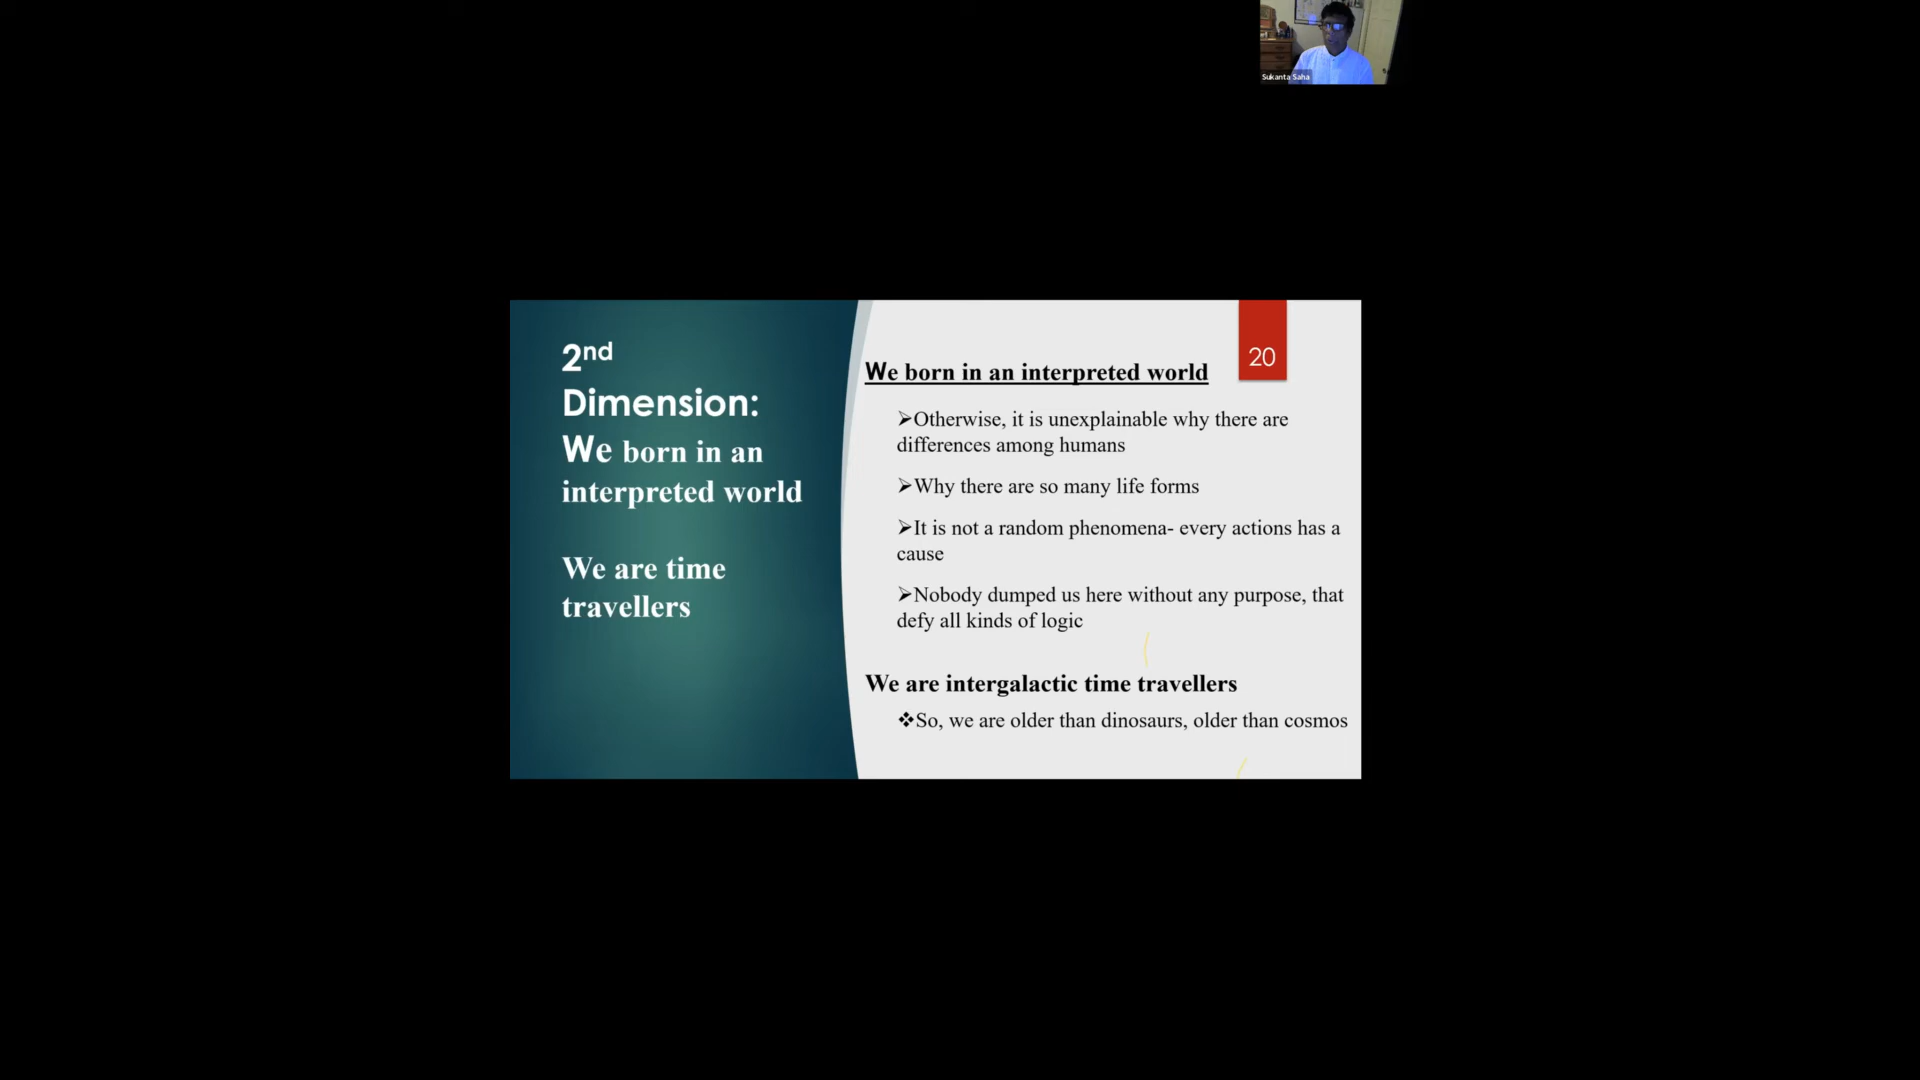 Sukanta Saha
2nd
Dimension:
We born in an
interpreted world
We are time
travellers
20
We born in an interpreted world
➢Otherwise, it is unexplainable why there are
differences among humans
➢Why there are so many life forms
➢It is not a random phenomena- every actions has a
cause
➢Nobody dumped us here without any purpose, that
defy all kinds of logic
We are intergalactic time travellers
❖So, we are older than dinosaurs, older than cosmos